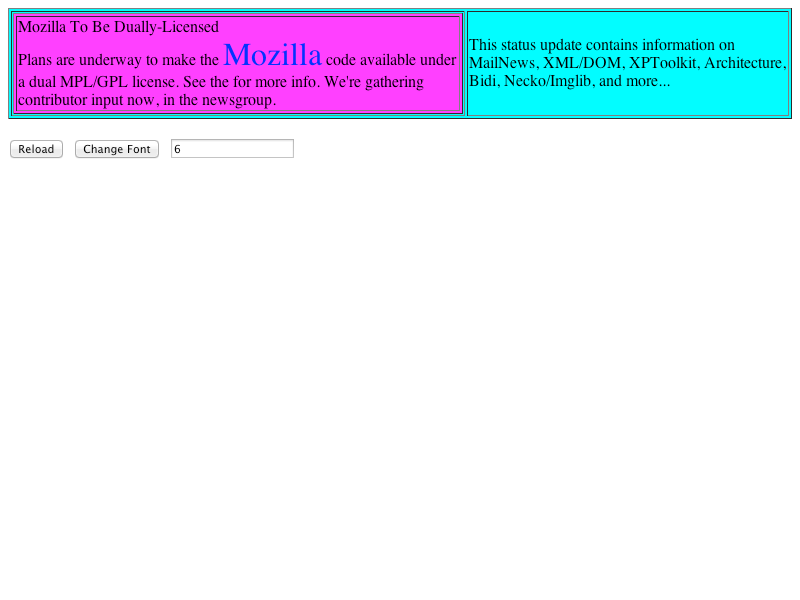 Mozilla To Be Dually-Licensed
Plans are underway to make the Mozilla code available under
a dual MPL/GPL license. See the for more info. We're gathering
contributor input now, in the newsgroup.
This status update contains information on
MailNews, XML/DOM, XPToolkit, Architecture,
Bidi, Necko/Imglib, and more...
Reload Change Font 6